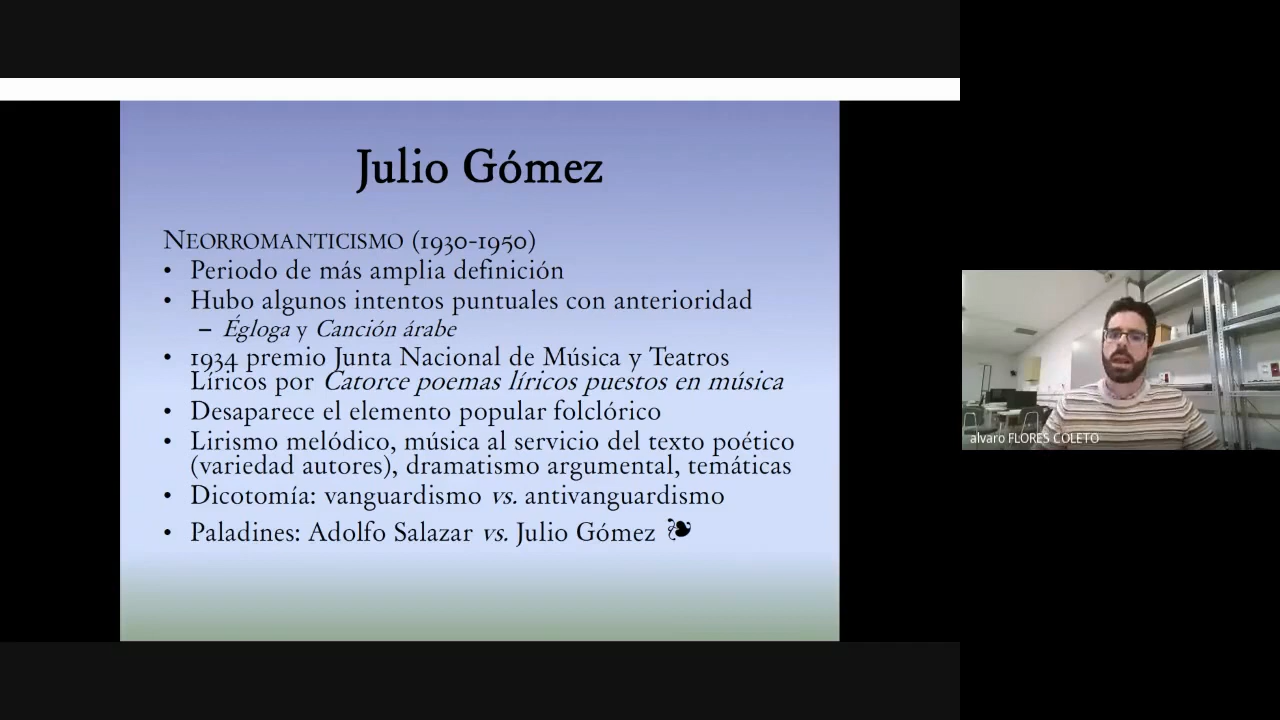 Julio Gómez
Neorromanticismo (1930-1950)
• Periodo de más amplia definición
• Hubo algunos intentos puntuales con anterioridad
– Égloga y Canción árabe
• 1934 premio Junta Nacional de Música y Teatros
Líricos por Catorce poemas líricos puestos en música
• Desaparece el elemento popular folclórico
• Lirismo melódico, música al servicio del texto poético
(variedad autores), dramatismo argumental, temáticas
• Dicotomía: vanguardismo vs. antivanguardismo
• Paladines: Adolfo Salazar vs. Julio Gómez ❧
alvaro FLORES COLETO